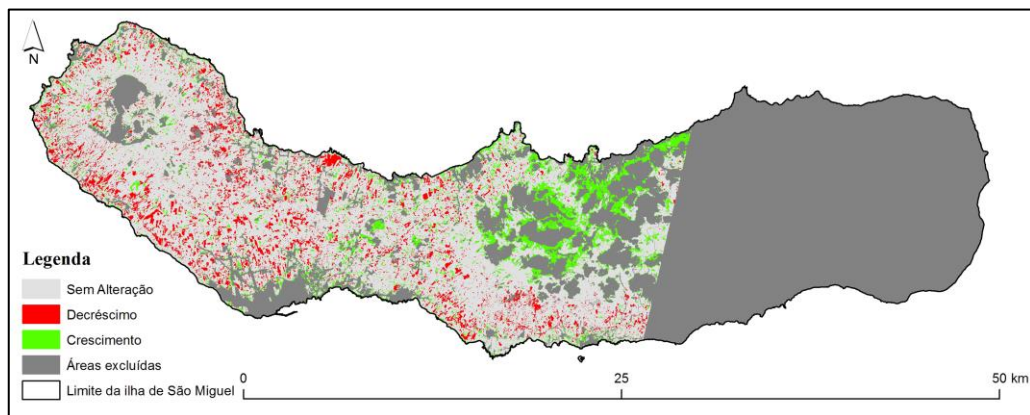 N
Legenda
Sem Alteração
Decréscimo
Crescimento
Áreas excluídas
Limite da ilha de São Miguel
0 25 50 km